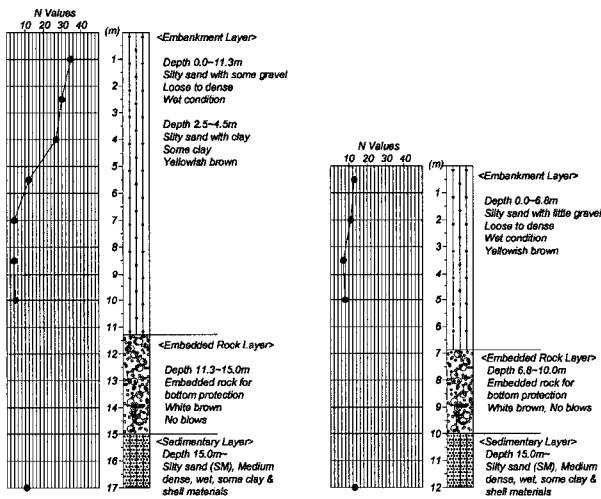 N Values
10 20 30 40
(m)
1
2
3
4
5
6
7
8
9
10
11
12
13
14
15
16
17
<Embankment Layer>
Depth 0.0~11.3m
Silty sand with some gravel
Loose to dense
Wet condition
Depth 2.5~4.5m
Silty sand with clay
Some clay
Yellowish brown
<Embedded Rock Layer>
Depth 11.3~15.0m
Embedded rock for
bottom protection
White brown
No blows
<Sedimentary Layer>
Depth 15.0m~
Silty sand (SM), Medium
dense, wet, some clay &
shell materials
N Values
10 20 30 40
(m)
1
2
3
4
5
6
7
8
9
10
11
12
<Embankment Layer>
Depth 0.0~6.8m
Silty sand with little gravel
Loose to dense
Wet condition
Yellowish brown
<Embedded Rock Layer>
Depth 6.8~10.0m
Embedded rock for
bottom protection
White brown, No blows
<Sedimentary Layer>
Depth 15.0m~
Silty sand (SM), Medium
dense, wet, some clay &
shell materials